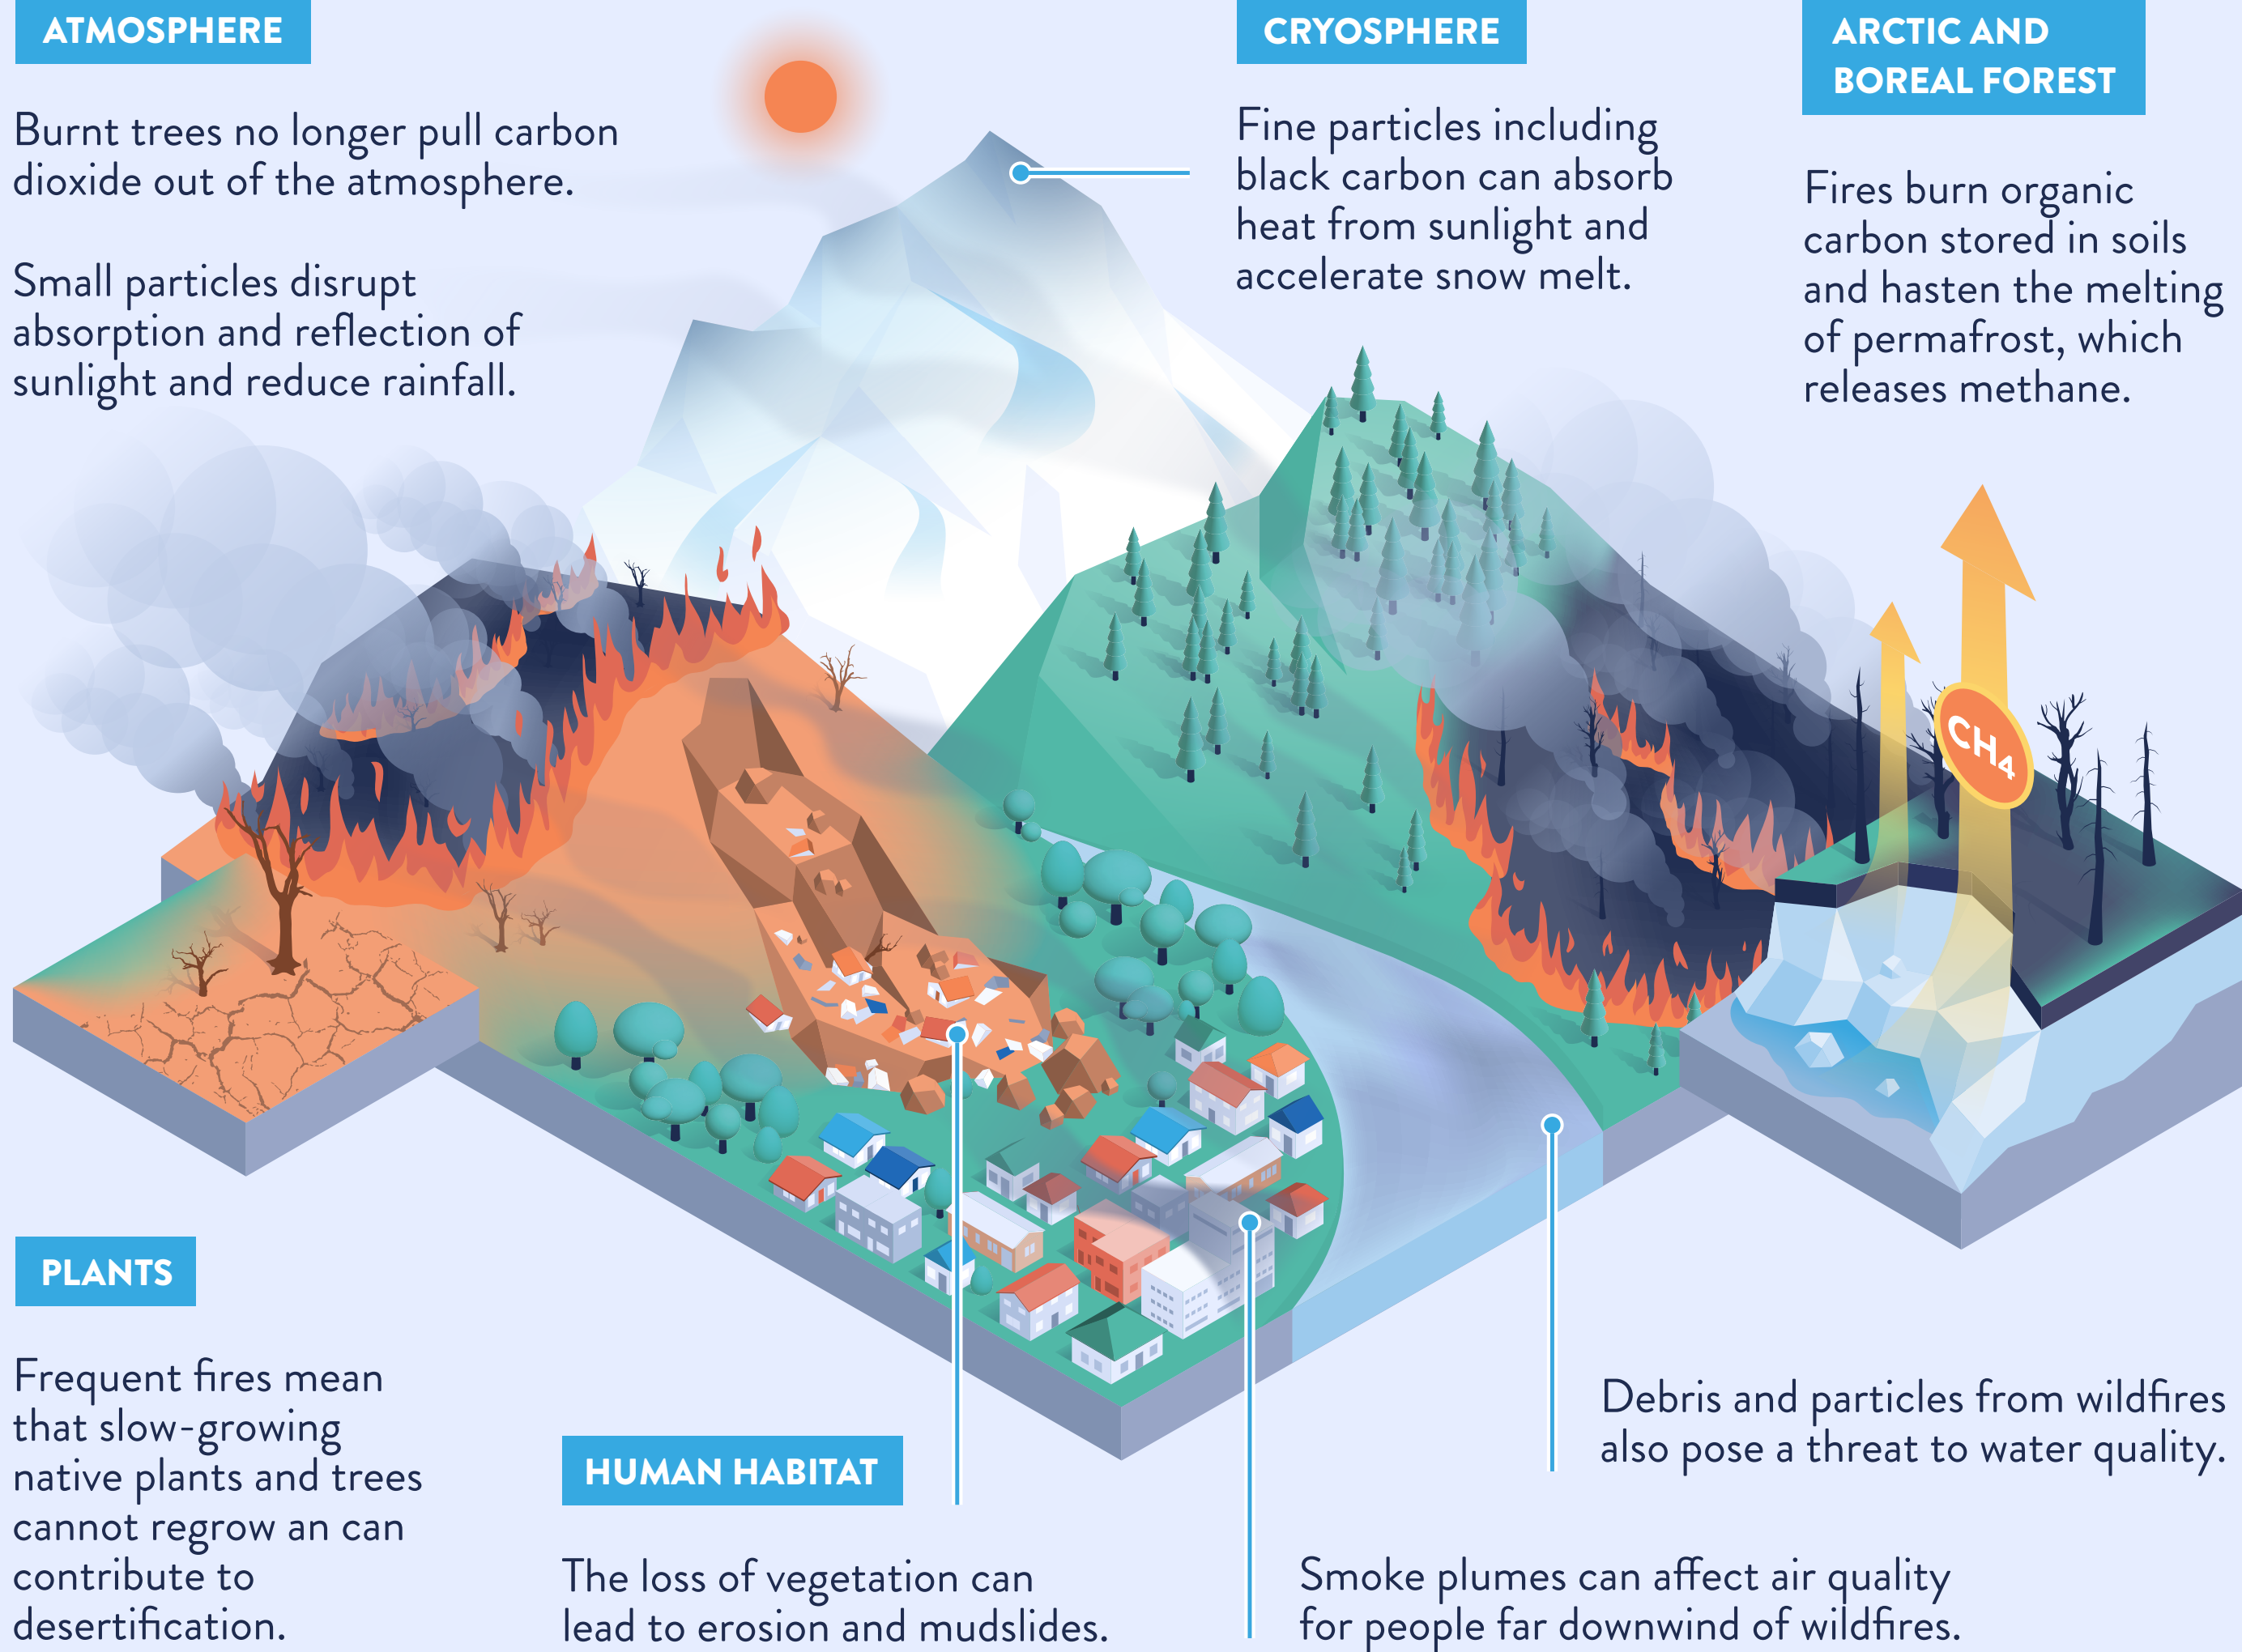 ATMOSPHERE
Burnt trees no longer pull carbon
dioxide out of the atmosphere.
Small particles disrupt
absorption and reflection of
sunlight and reduce rainfall.
CRYOSPHERE
Fine particles including
black carbon can absorb
heat from sunlight and
accelerate snow melt.
ARCTIC AND
BOREAL FOREST
Fires burn organic
carbon stored in soils
and hasten the melting
of permafrost, which
releases methane.
CH4
PLANTS
Frequent fires mean
that slow-growing
native plants and trees
cannot regrow an can
contribute to
desertification.
HUMAN HABITAT
The loss of vegetation can
lead to erosion and mudslides.
Debris and particles from wildfires
also pose a threat to water quality.
Smoke plumes can affect air quality
for people far downwind of wildfires.